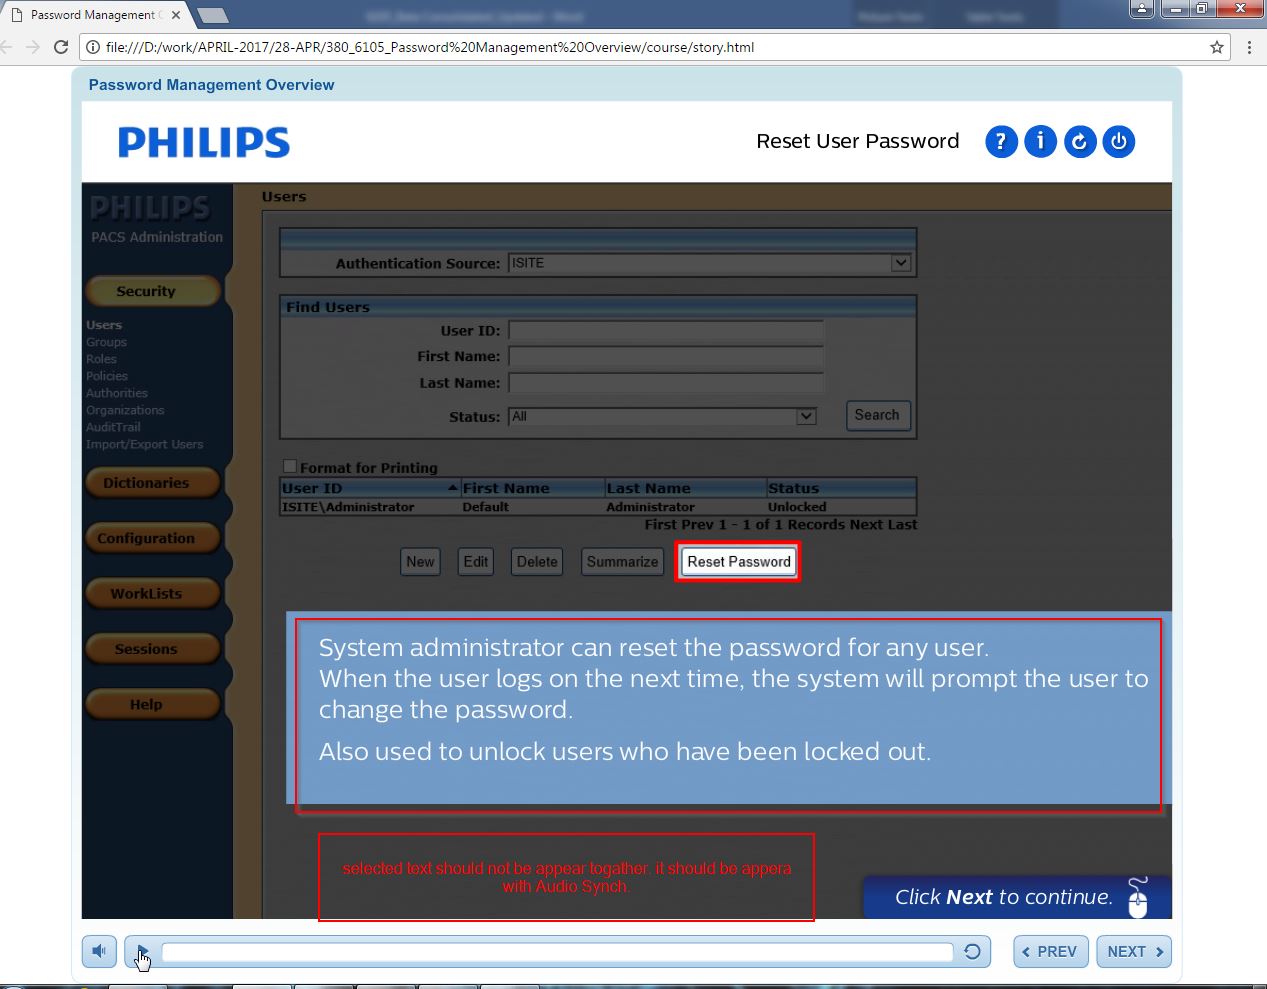 Password Management C
file:///D:/work/APRIL-2017/28-APR/380_6105_Password%20Management%20Overview/course/story.html
Password Management Overview
PHILIPS
Reset User Password
?
i
PHILIPS
PACS Administration
Security
Users
Groups
Roles
Policies
Authorities
Organizations
AuditTrail
Import/Export Users
Dictionaries
Configuration
WorkLists
Sessions
Help
Users
Authentication Source: ISITE
Find Users
User ID:
First Name:
Last Name:
Status: All
Search
Format for Printing
User ID First Name Last Name Status
ISITE\Administrator Default Administrator Unlocked
First Prev 1 - 1 of 1 Records Next Last
New Edit Delete Summarize Reset Password
System administrator can reset the password for any user.
When the user logs on the next time, the system will prompt the user to
change the password.
Also used to unlock users who have been locked out.
selected text should not be appear togather. it should be appera
with Audio Synch.
Click Next to continue.
PREV NEXT